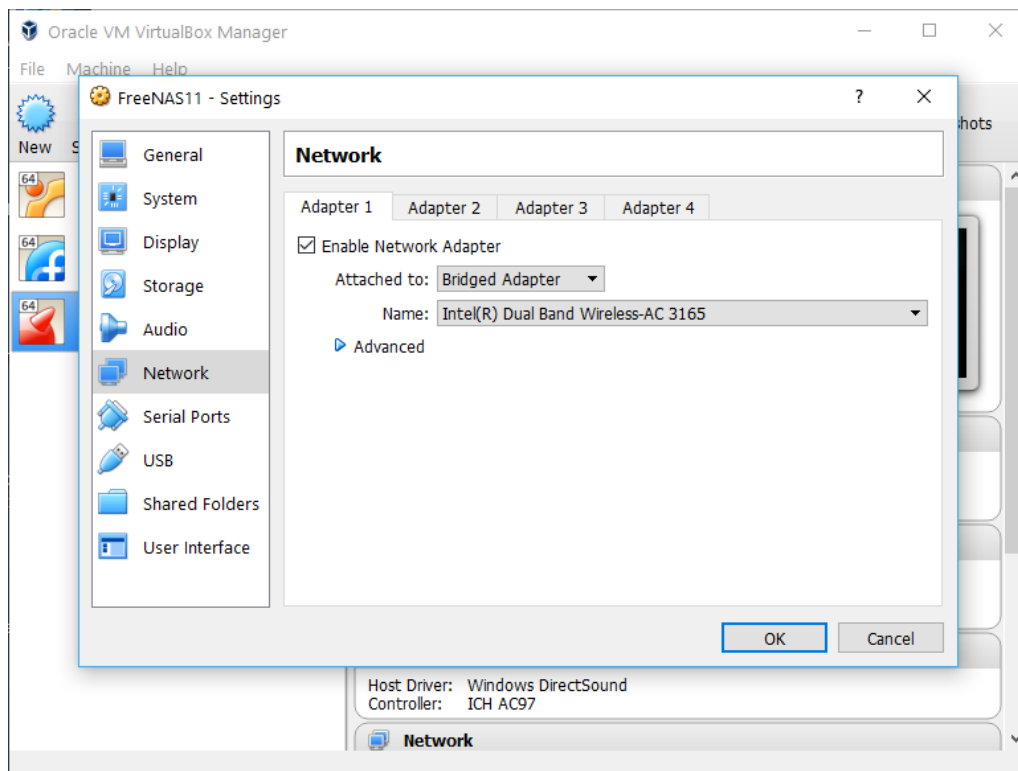 Oracle VM VirtualBox Manager
File Machine Help
FreeNAS11 - Settings
?
hots
New S
64
64
64
General
System
Display
Storage
Audio
Network
Serial Ports
USB
Shared Folders
User Interface
Network
Adapter 1 Adapter 2 Adapter 3 Adapter 4
Enable Network Adapter
Attached to: Bridged Adapter
Name: Intel(R) Dual Band Wireless-AC 3165
Advanced
OK Cancel
Host Driver: Windows DirectSound
Controller: ICH AC97
Network